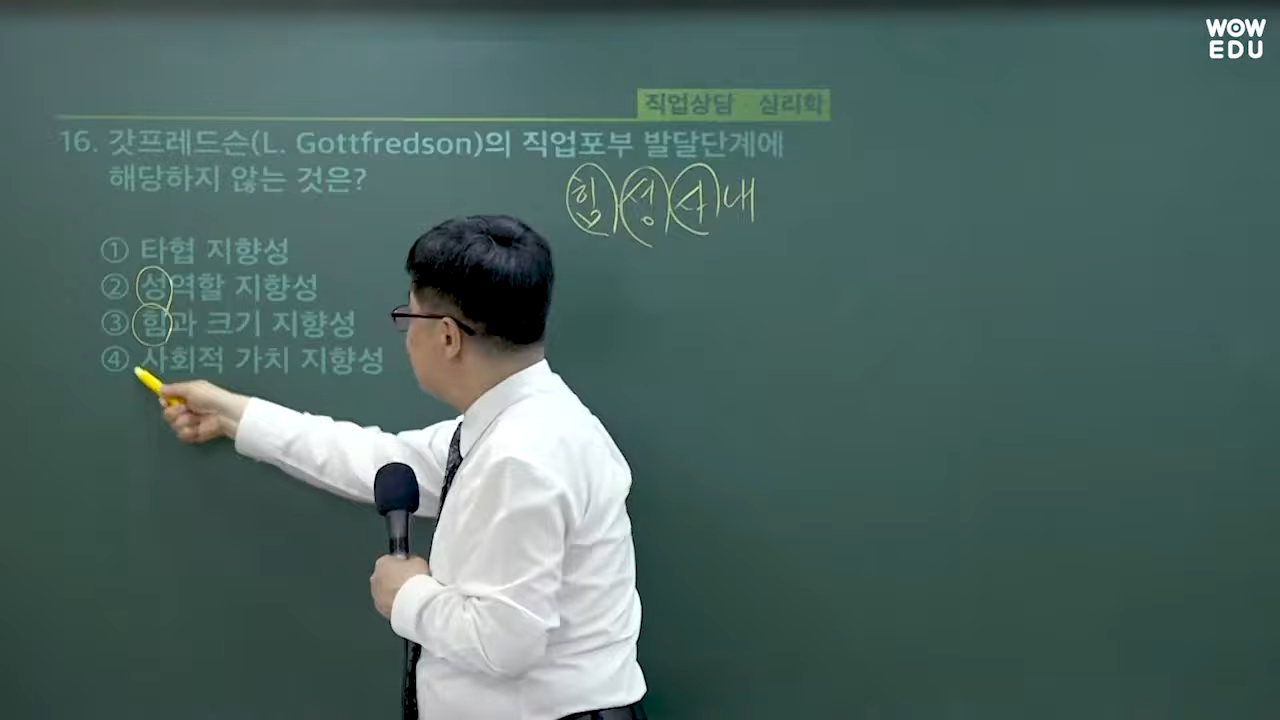 WOW
EDU
직업상담 · 심리학
16. 갓프레드슨(L. Gottfredson)의 직업포부 발달단계에
해당하지 않는 것은?
힘 성 사 내
① 타협 지향성
② 성역할 지향성
③ 힘과 크기 지향성
④ 사회적 가치 지향성